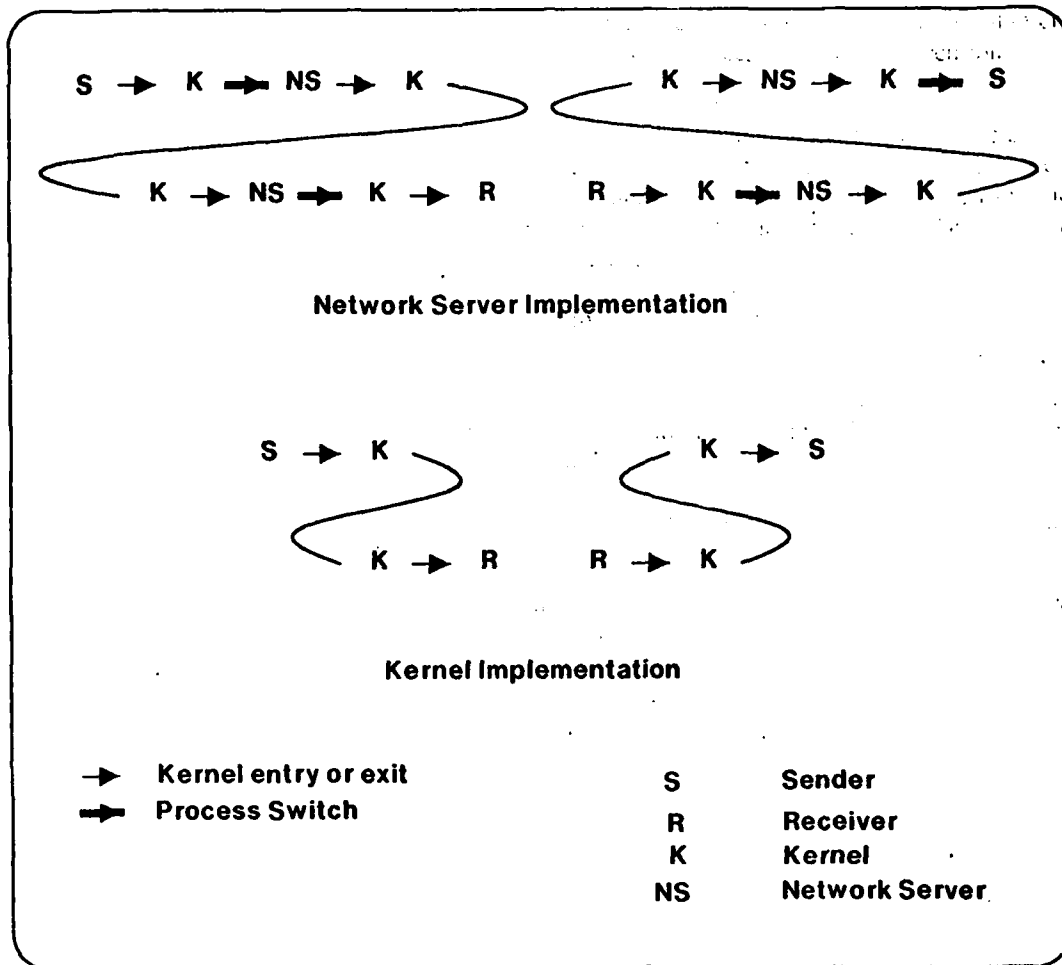 S K NS K K NS K S
K NS K R R K NS K
Network Server Implementation
S K K S
K R R K
Kernel Implementation
Kernel entry or exit
Process Switch
S Sender
R Receiver
K Kernel
NS Network Server